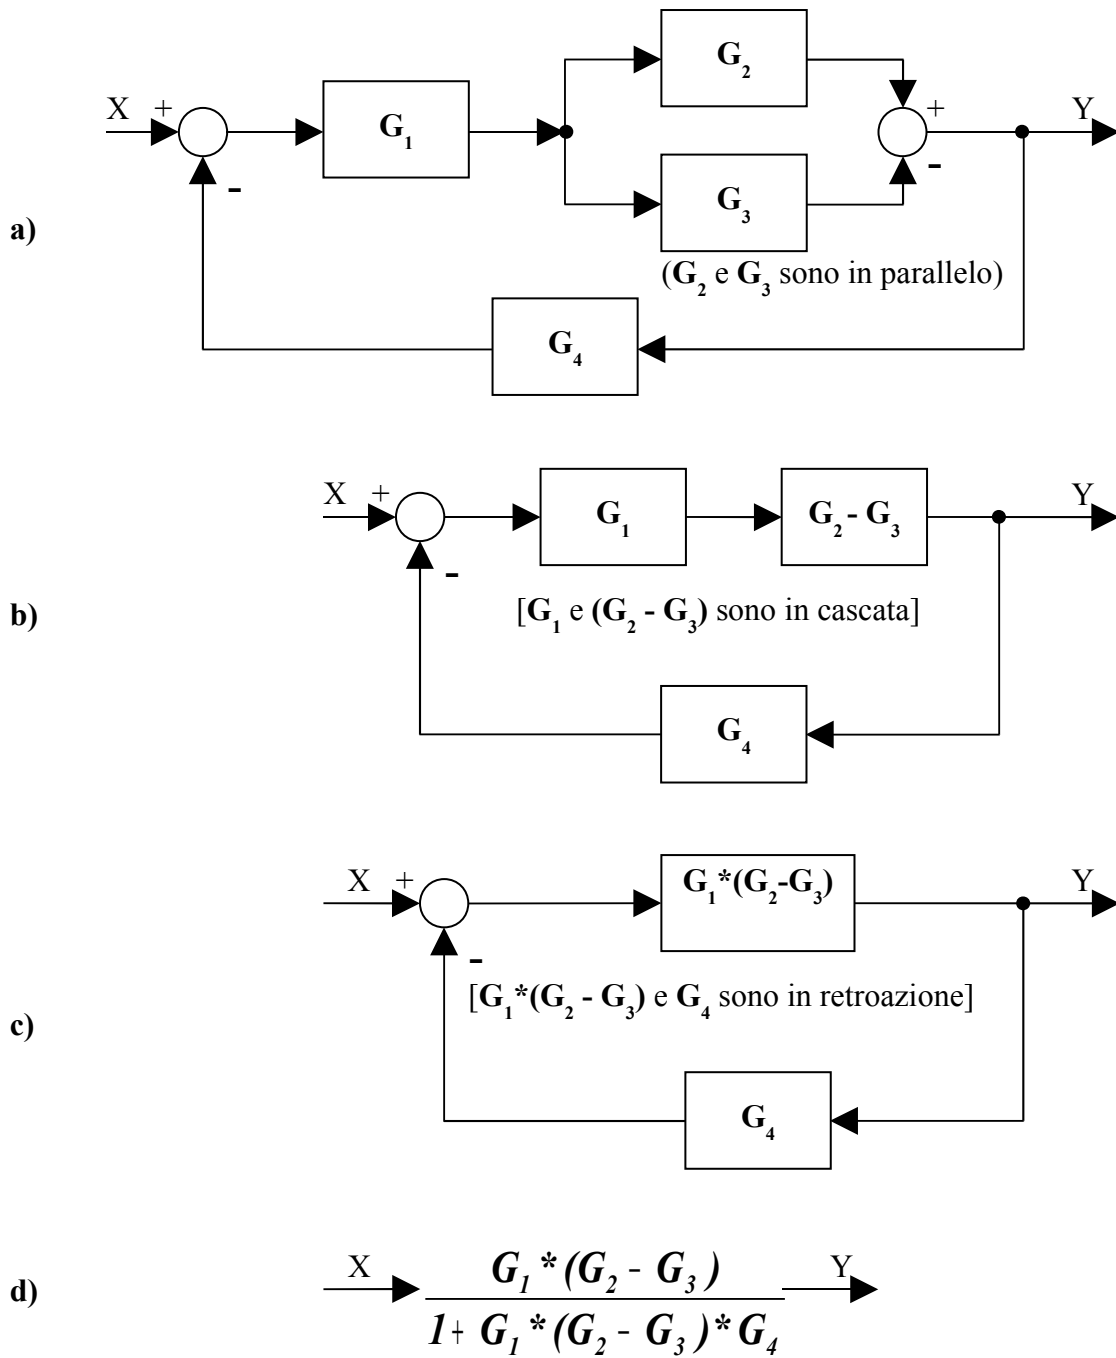 G₂
X + G₁ + Y
- -
a) G₃
(G₂ e G₃ sono in parallelo)
G₄
X + G₁ G₂ - G₃ Y
-
b) [G₁ e (G₂ - G₃) sono in cascata]
G₄
X + G₁*(G₂-G₃) Y
-
[G₁*(G₂ - G₃) e G₄ sono in retroazione]
c)
G₄
X G₁*(G₂ - G₃) Y
d)
1+ G₁*(G₂ - G₃)*G₄